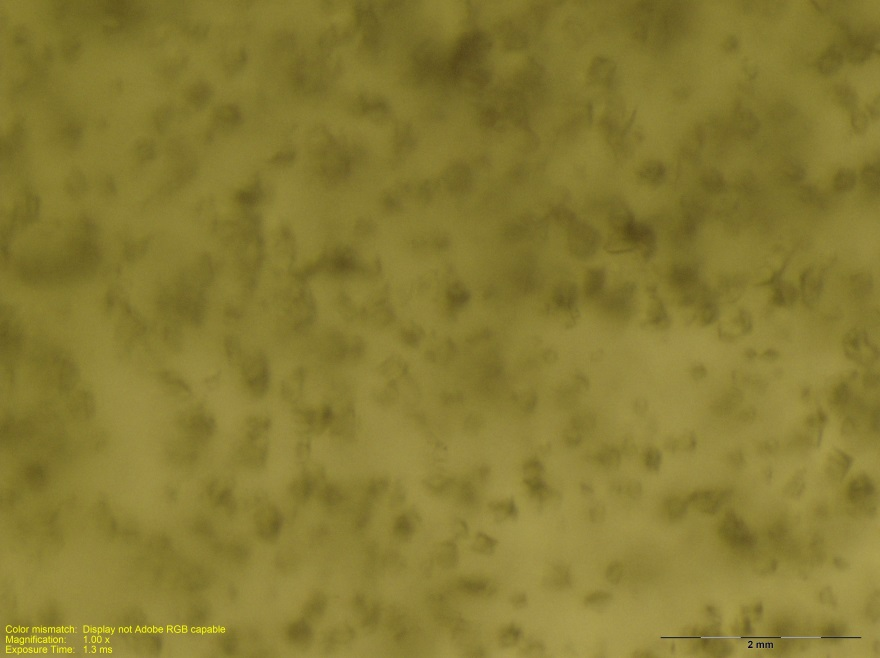 Color mismatch: Display not Adobe RGB capable
Magnification: 1.00 x
Exposure Time: 1.3 ms
2 mm